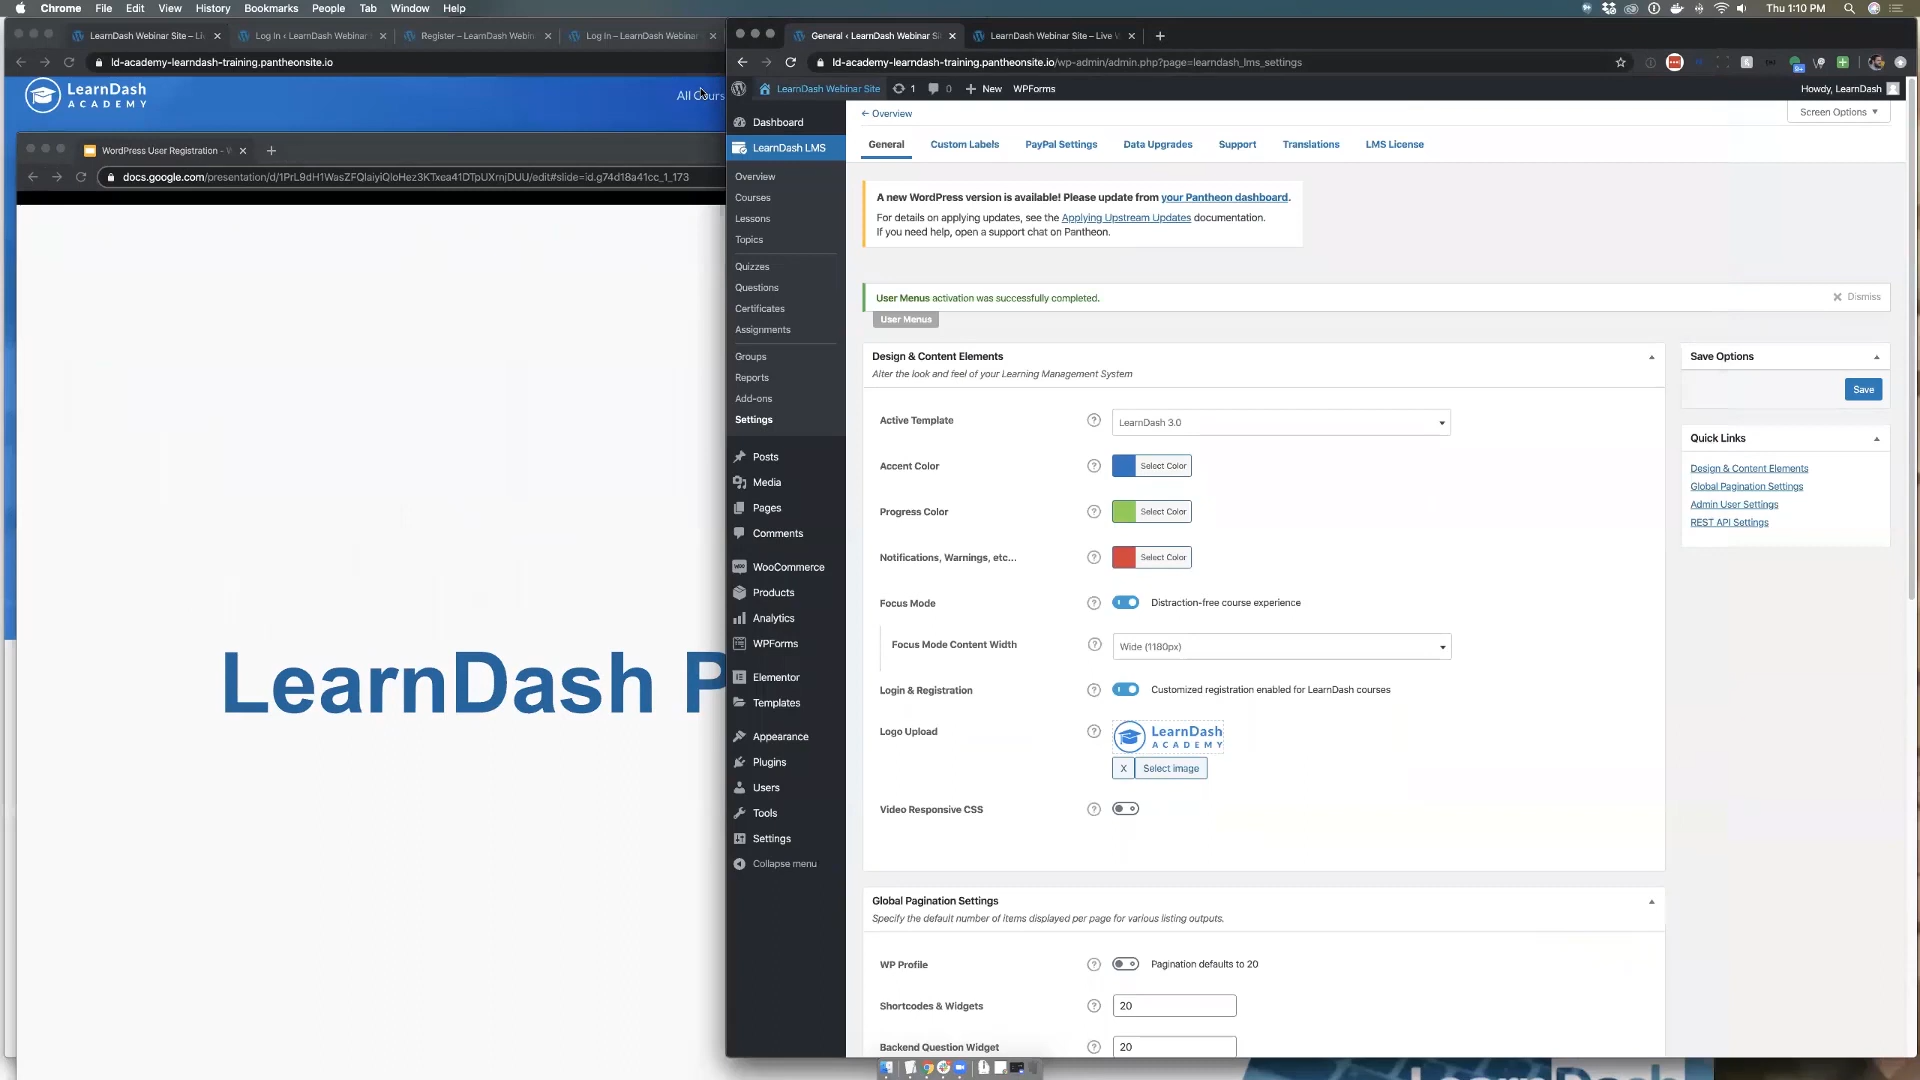 Chrome File Edit View History Bookmarks People Tab Window Help
Thu 1:10 PM
LearnDash Webinar Site – Li
Log In ‹ LearnDash Webinar
Register – LearnDash Webin
Log In – LearnDash Webinar
ld-academy-learndash-training.pantheonsite.io
LearnDash
ACADEMY
All Cours
WordPress User Registration -
docs.google.com/presentation/d/1PrL9dH1WasZFQlaiyiQloHez3KTxea41DTpUXrnjDUU/edit#slide=id.g74d18a41cc_1_173
LearnDash P
General ‹ LearnDash Webinar Si
LearnDash Webinar Site – Live
ld-academy-learndash-training.pantheonsite.io/wp-admin/admin.php?page=learndash_lms_settings
LearnDash Webinar Site 1 0 New WPForms
Howdy, LearnDash
Dashboard
LearnDash LMS
Overview
Courses
Lessons
Topics
Quizzes
Questions
Certificates
Assignments
Groups
Reports
Add-ons
Settings
Posts
Media
Pages
Comments
WooCommerce
Products
Analytics
WPForms
Elementor
Templates
Appearance
Plugins
Users
Tools
Settings
Collapse menu
← Overview
Screen Options
General Custom Labels PayPal Settings Data Upgrades Support Translations LMS License
A new WordPress version is available! Please update from your Pantheon dashboard.
For details on applying updates, see the Applying Upstream Updates documentation.
If you need help, open a support chat on Pantheon.
User Menus activation was successfully completed.
Dismiss
User Menus
Design & Content Elements
Alter the look and feel of your Learning Management System
Active Template
LearnDash 3.0
Accent Color
Select Color
Progress Color
Select Color
Notifications, Warnings, etc...
Select Color
Focus Mode
Distraction-free course experience
Focus Mode Content Width
Wide (1180px)
Login & Registration
Customized registration enabled for LearnDash courses
Logo Upload
LearnDash
ACADEMY
X Select image
Video Responsive CSS
Global Pagination Settings
Specify the default number of items displayed per page for various listing outputs.
WP Profile
Pagination defaults to 20
Shortcodes & Widgets
20
Backend Question Widget
20
Save Options
Save
Quick Links
Design & Content Elements
Global Pagination Settings
Admin User Settings
REST API Settings